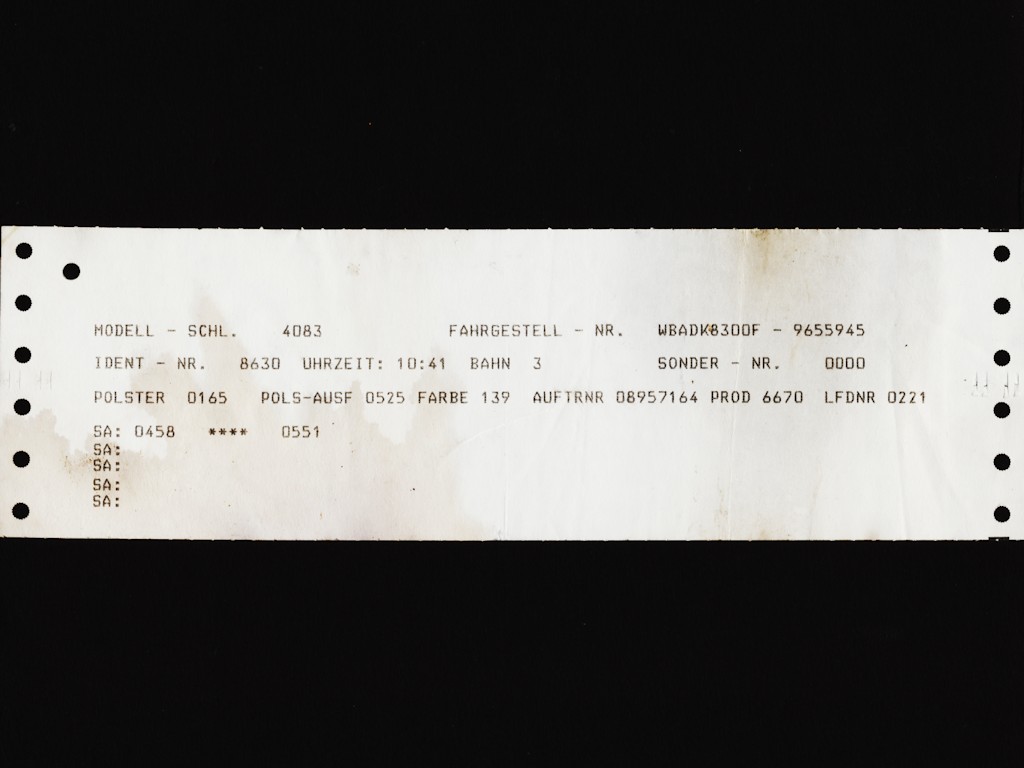 MODELL - SCHL. 4083 FAHRGESTELL - NR. WBADK8300F - 9655945
IDENT - NR. 8630 UHRZEIT: 10:41 BAHN 3 SONDER - NR. 0000
POLSTER 0165 POLS-AUSF 0525 FARBE 139 AUFTRNR 08957164 PROD 6670 LFDNR 0221
SA: 0458 **** 0551
SA:
SA:
SA:
SA: